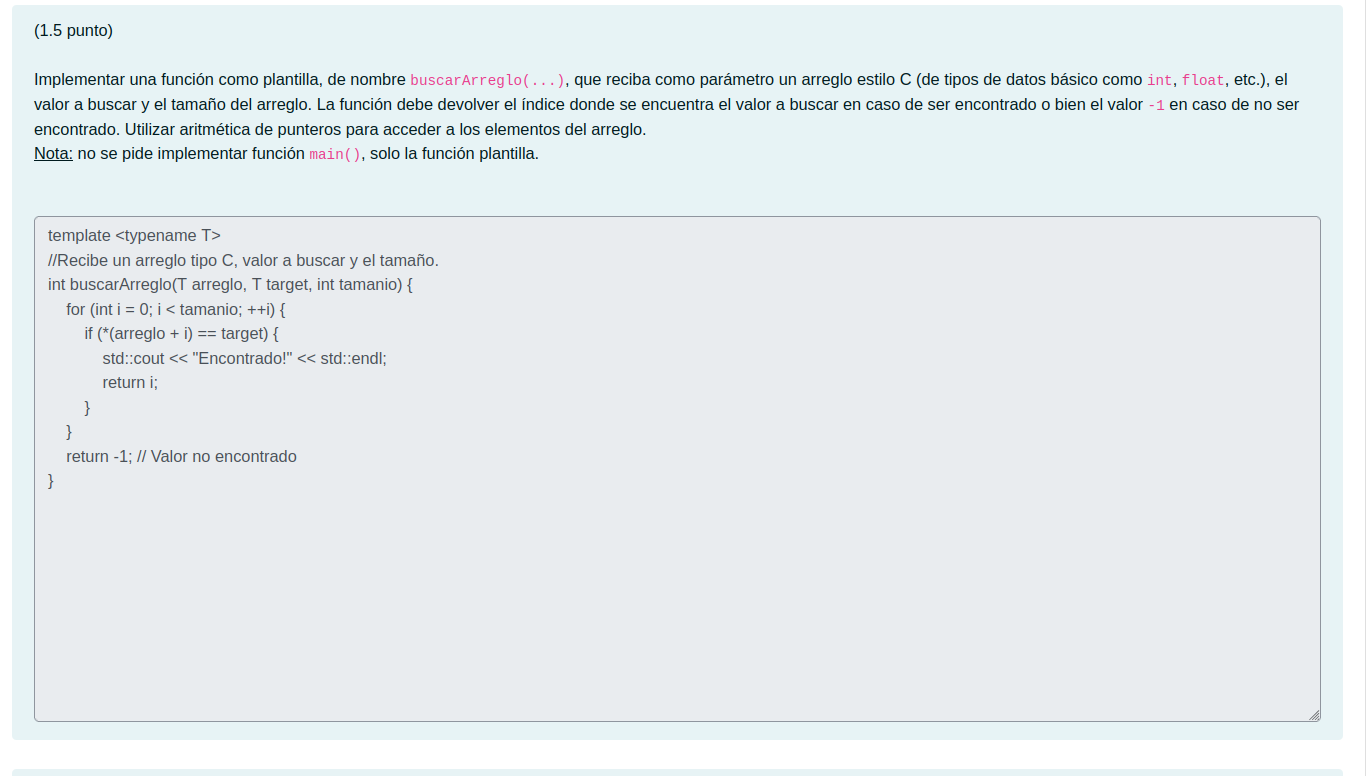 (1.5 punto)
Implementar una función como plantilla, de nombre buscarArreglo(...), que reciba como parámetro un arreglo estilo C (de tipos de datos básico como int, float, etc.), el
valor a buscar y el tamaño del arreglo. La función debe devolver el índice donde se encuentra el valor a buscar en caso de ser encontrado o bien el valor -1 en caso de no ser
encontrado. Utilizar aritmética de punteros para acceder a los elementos del arreglo.
Nota: no se pide implementar función main(), solo la función plantilla.
template <typename T>
//Recibe un arreglo tipo C, valor a buscar y el tamaño.
int buscarArreglo(T arreglo, T target, int tamanio) {
    for (int i = 0; i < tamanio; ++i) {
        if (*(arreglo + i) == target) {
            std::cout << "Encontrado!" << std::endl;
            return i;
        }
    }
    return -1; // Valor no encontrado
}